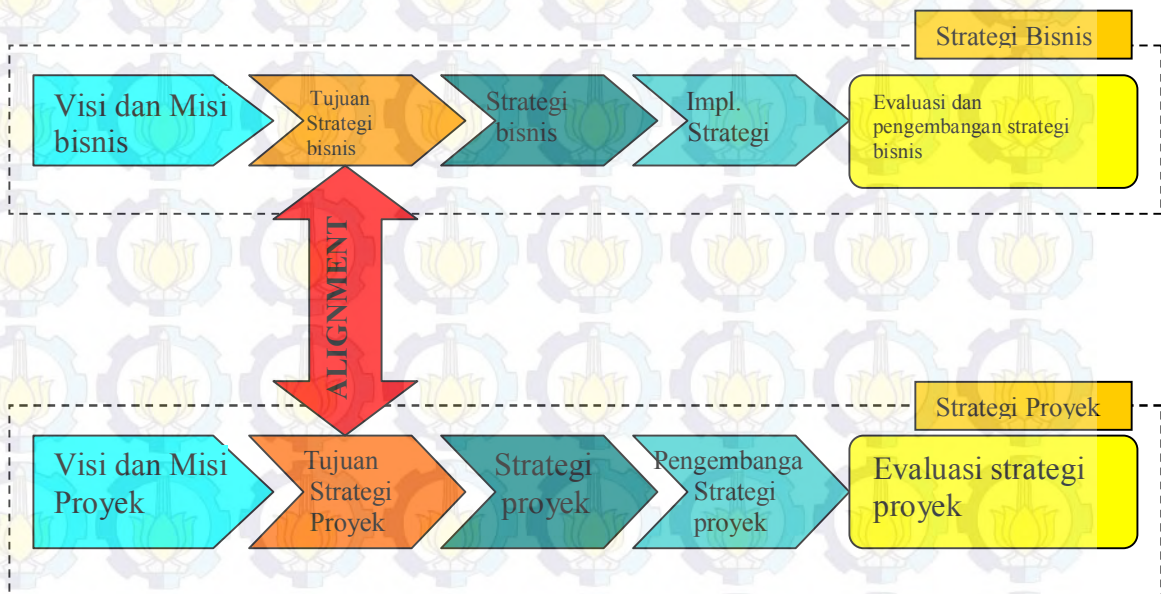 Strategi Bisnis
Visi dan Misi
bisnis
Tujuan
Strategi
bisnis
Strategi
bisnis
Impl.
Strategi
Evaluasi dan
pengembangan strategi
bisnis
ALIGNMENT
Strategi Proyek
Visi dan Misi
Proyek
Tujuan
Strategi
Proyek
Strategi
proyek
Pengembanga
Strategi
proyek
Evaluasi strategi
proyek